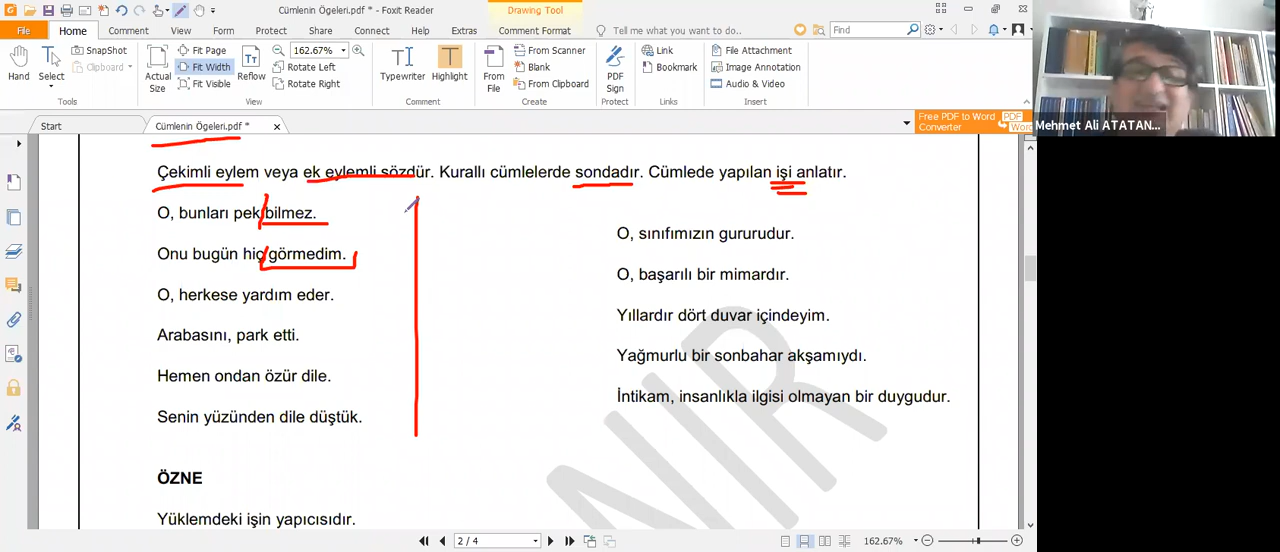 Cümlenin Ögeleri.pdf * - Foxit Reader
Drawing Tool
File
Home
Comment
View
Form
Protect
Share
Connect
Help
Extras
Comment Format
Tell me what you want to do..
Find
Hand
Select
SnapShot
Clipboard
Actual Size
Fit Page
Fit Width
Fit Visible
Reflow
162.67%
Rotate Left
Rotate Right
Typewriter
Highlight
From File
From Scanner
Blank
From Clipboard
PDF Sign
Link
Bookmark
File Attachment
Image Annotation
Audio & Video
Tools
View
Comment
Create
Protect
Links
Insert
Start
Cümlenin Ögeleri.pdf *
Free PDF to Word Converter
PDF
Word
Mehmet Ali ATATAN...
Çekimli eylem veya ek eylemli sözdür. Kurallı cümlelerde sondadır. Cümlede yapılan işi anlatır.
O, bunları pek bilmez.
Onu bugün hiç görmedim.
O, herkese yardım eder.
Arabasını, park etti.
Hemen ondan özür dile.
Senin yüzünden dile düştük.
O, sınıfımızın gururudur.
O, başarılı bir mimardır.
Yıllardır dört duvar içindeyim.
Yağmurlu bir sonbahar akşamıydı.
İntikam, insanlıkla ilgisi olmayan bir duygudur.
ÖZNE
Yüklemdeki işin yapıcısıdır.
2 / 4
162.67%